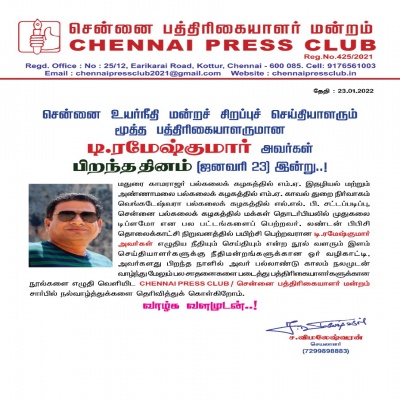 சென்னை பத்திரிகையாளர் மன்றம்
CHENNAI PRESS CLUB
Reg.No.425/2021
Regd. Office : No : 25/12, Earikarai Road, Kottur, Chennai - 600 085. Cell: 9176561003
Email : chennaipressclub2021@gmail.com Website : chennaipressclub.in
தேதி : 23.01.2022
சென்னை உயர்நீதி மன்றச் சிறப்புச் செய்தியாளரும்
மூத்த பத்திரிகையாளருமான
டி.ரமேஷ்குமார் அவர்கள்
பிறந்ததினம் (ஜனவரி 23) இன்று..!
மதுரை காமராஜர் பல்கலைக் கழகத்தில் எம்.ஏ. இதழியல் மற்றும்
அண்ணாமலை பல்கலைக் கழகத்தில் எம்.ஏ. காவல் துறை நிர்வாகம்
வெங்கடேஷ்வரா பல்கலைக் கழகத்தில் எல்.எல். பி. சட்டப்படிப்பு,
சென்னை பல்கலைக் கழகத்தில் மக்கள் தொடர்பியலில் முதுகலை
டிப்ளமோ என பல பட்டங்களைப் பெற்றவர். லண்டன் பிபிசி
தொலைக்காட்சி நிறுவனத்தில் பயிற்சி பெற்றவரான டி.ரமேஷ்குமார்
அவர்கள் எழுதிய நீதியும் செய்தியும் என்ற நூல் வளரும் இளம்
செய்தியாளர்களுக்கு நீதிமன்றங்களுக்கான ஓர் வழிகாட்டி.
அவர்களது பிறந்த நாளில் அவர் பல்லாண்டு காலம் நலமுடன்
வாழ்ந்து மேலும் பல சாதனைகளை படைத்து பத்திரிகையாளர்களுக்கான
நூல்களை எழுதி வெளியிட CHENNAI PRESS CLUB / சென்னை பத்திரிகையாளர் மன்றம்
சார்பில் நல்வாழ்த்துக்களை தெரிவித்துக் கொள்கிறோம்.
வாழ்க வளமுடன்..!
ச.விமலேஷ்வரன்
செயலாளர்
(7299898883)